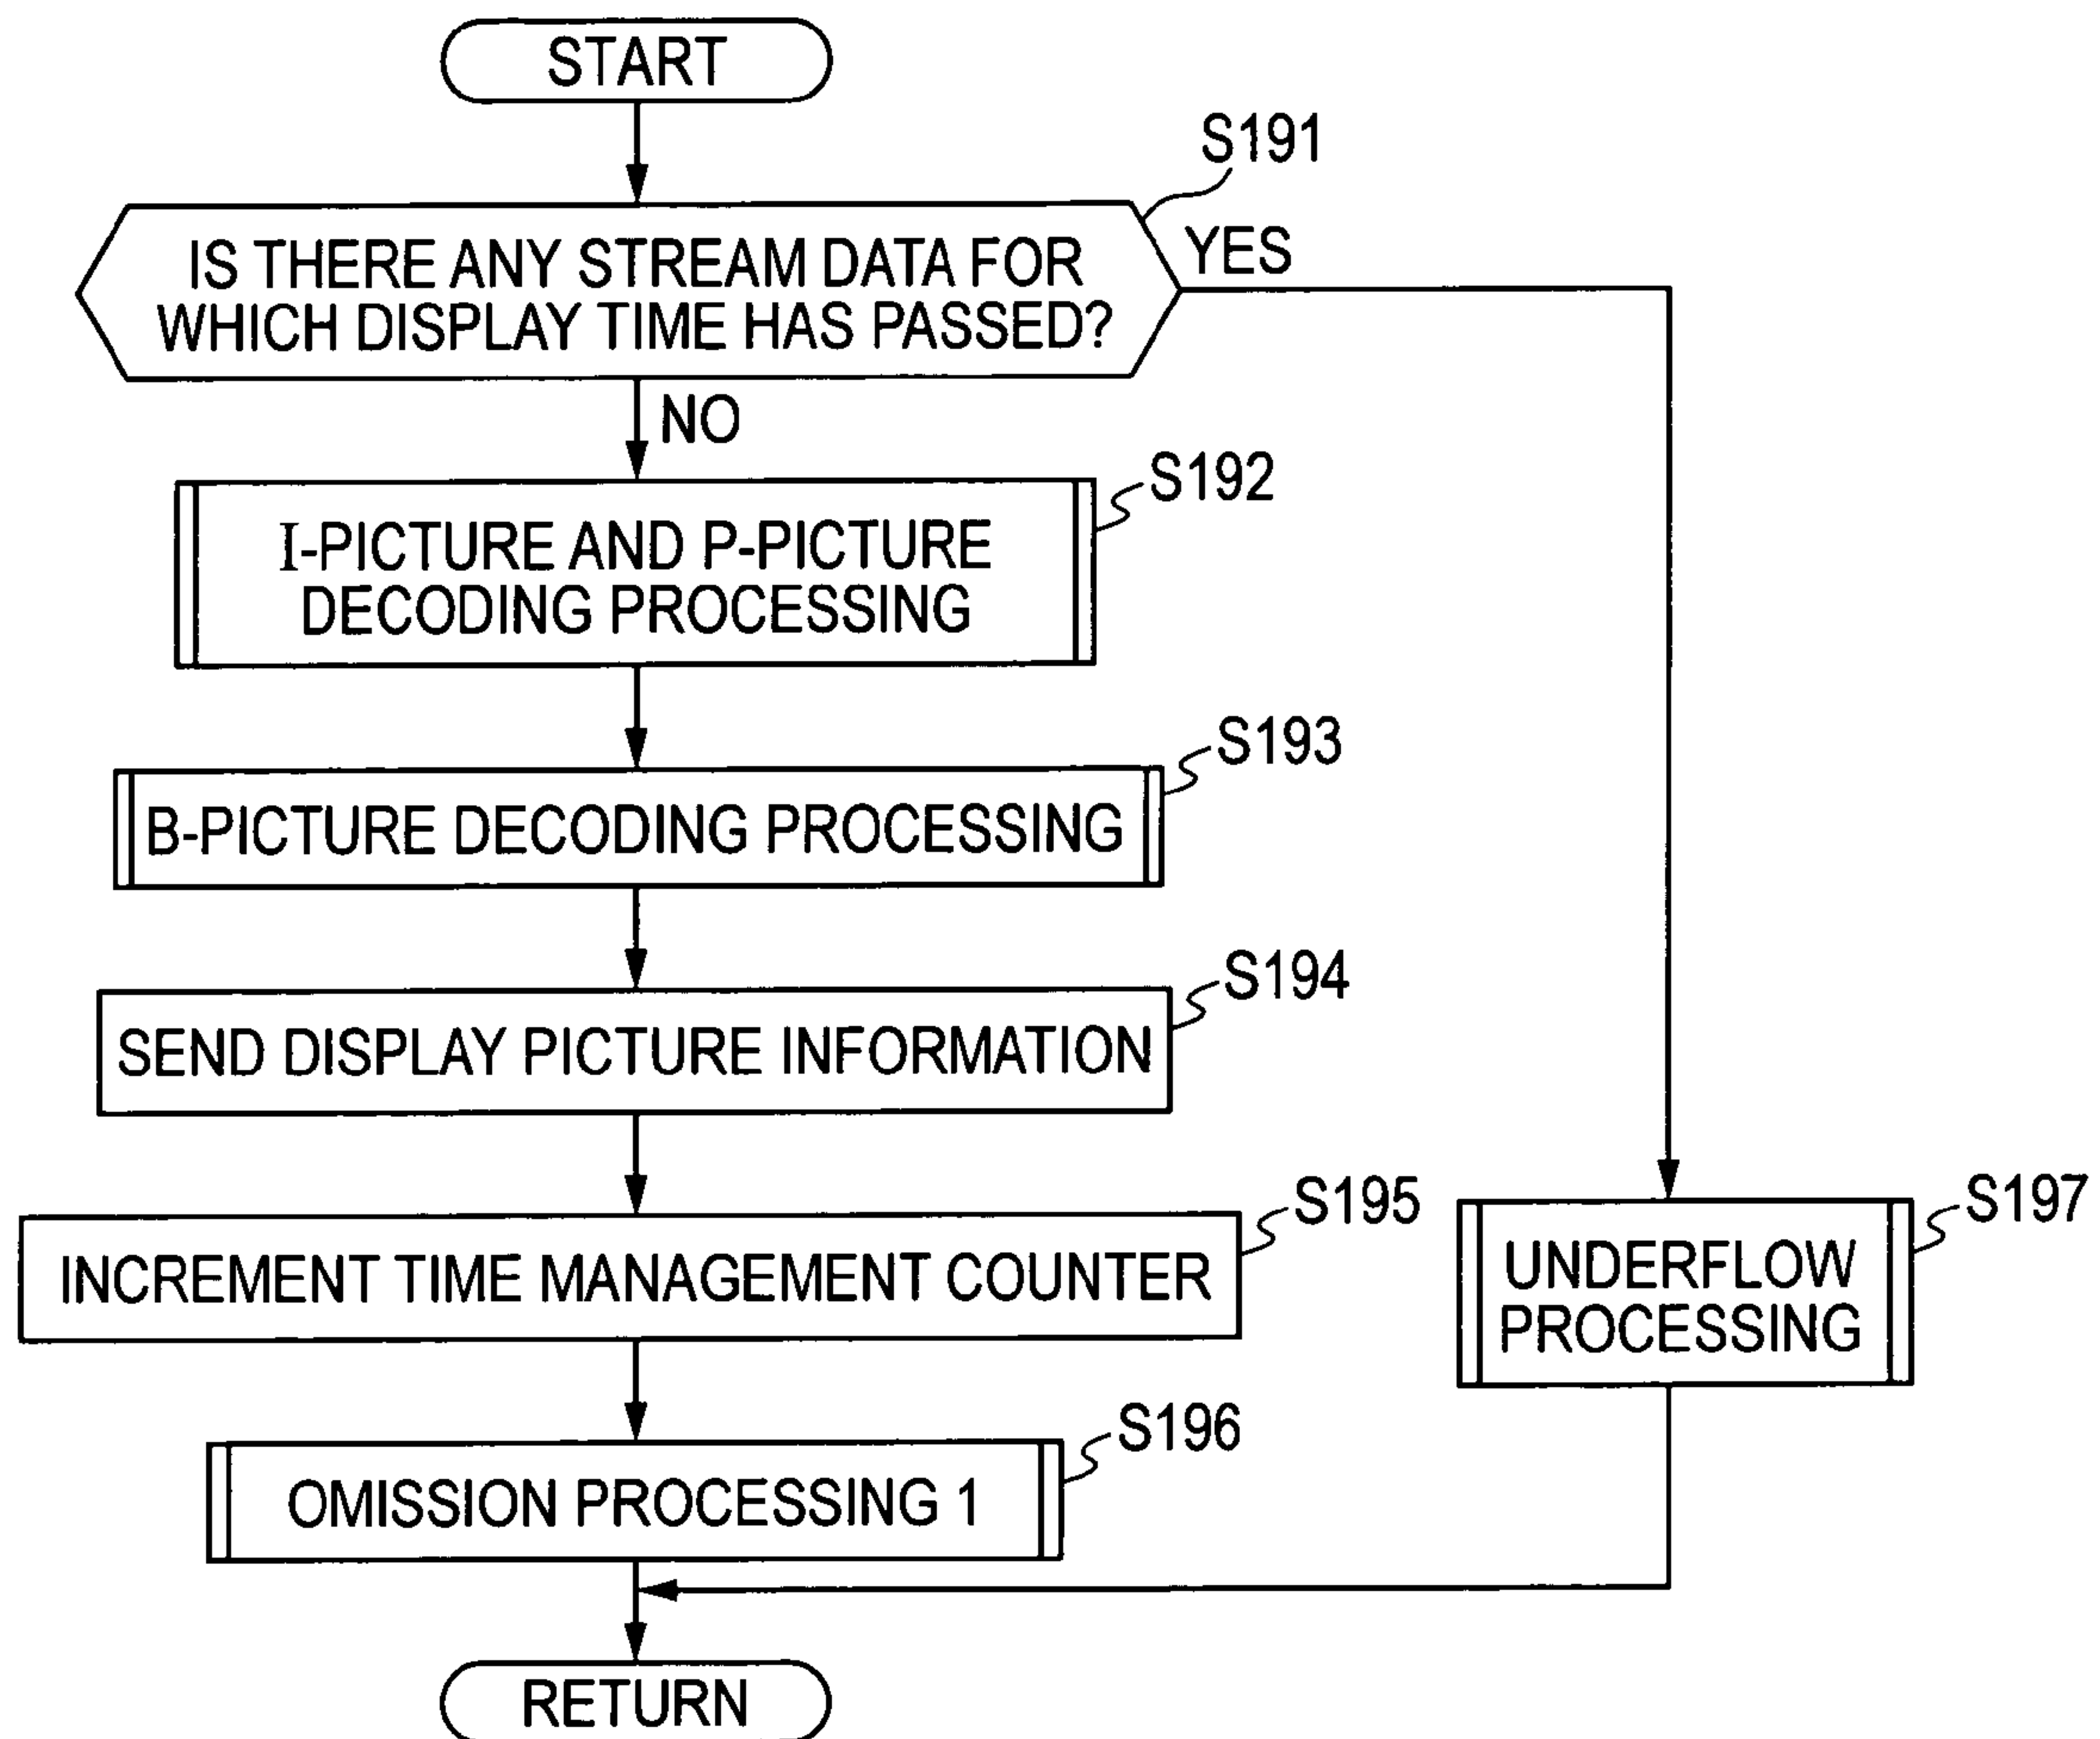 START
S191
IS THERE ANY STREAM DATA FOR
WHICH DISPLAY TIME HAS PASSED?
YES
NO
S192
I-PICTURE AND P-PICTURE
DECODING PROCESSING
S193
B-PICTURE DECODING PROCESSING
S194
SEND DISPLAY PICTURE INFORMATION
S195
INCREMENT TIME MANAGEMENT COUNTER
S197
UNDERFLOW
PROCESSING
S196
OMISSION PROCESSING 1
RETURN